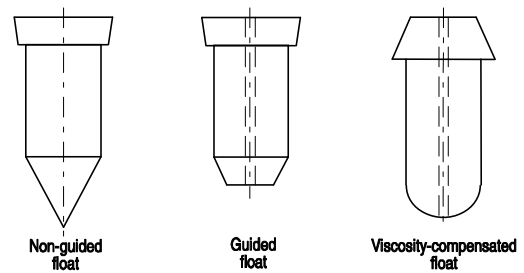 Non-guided
float
Guided
float
Viscosity-compensated
float